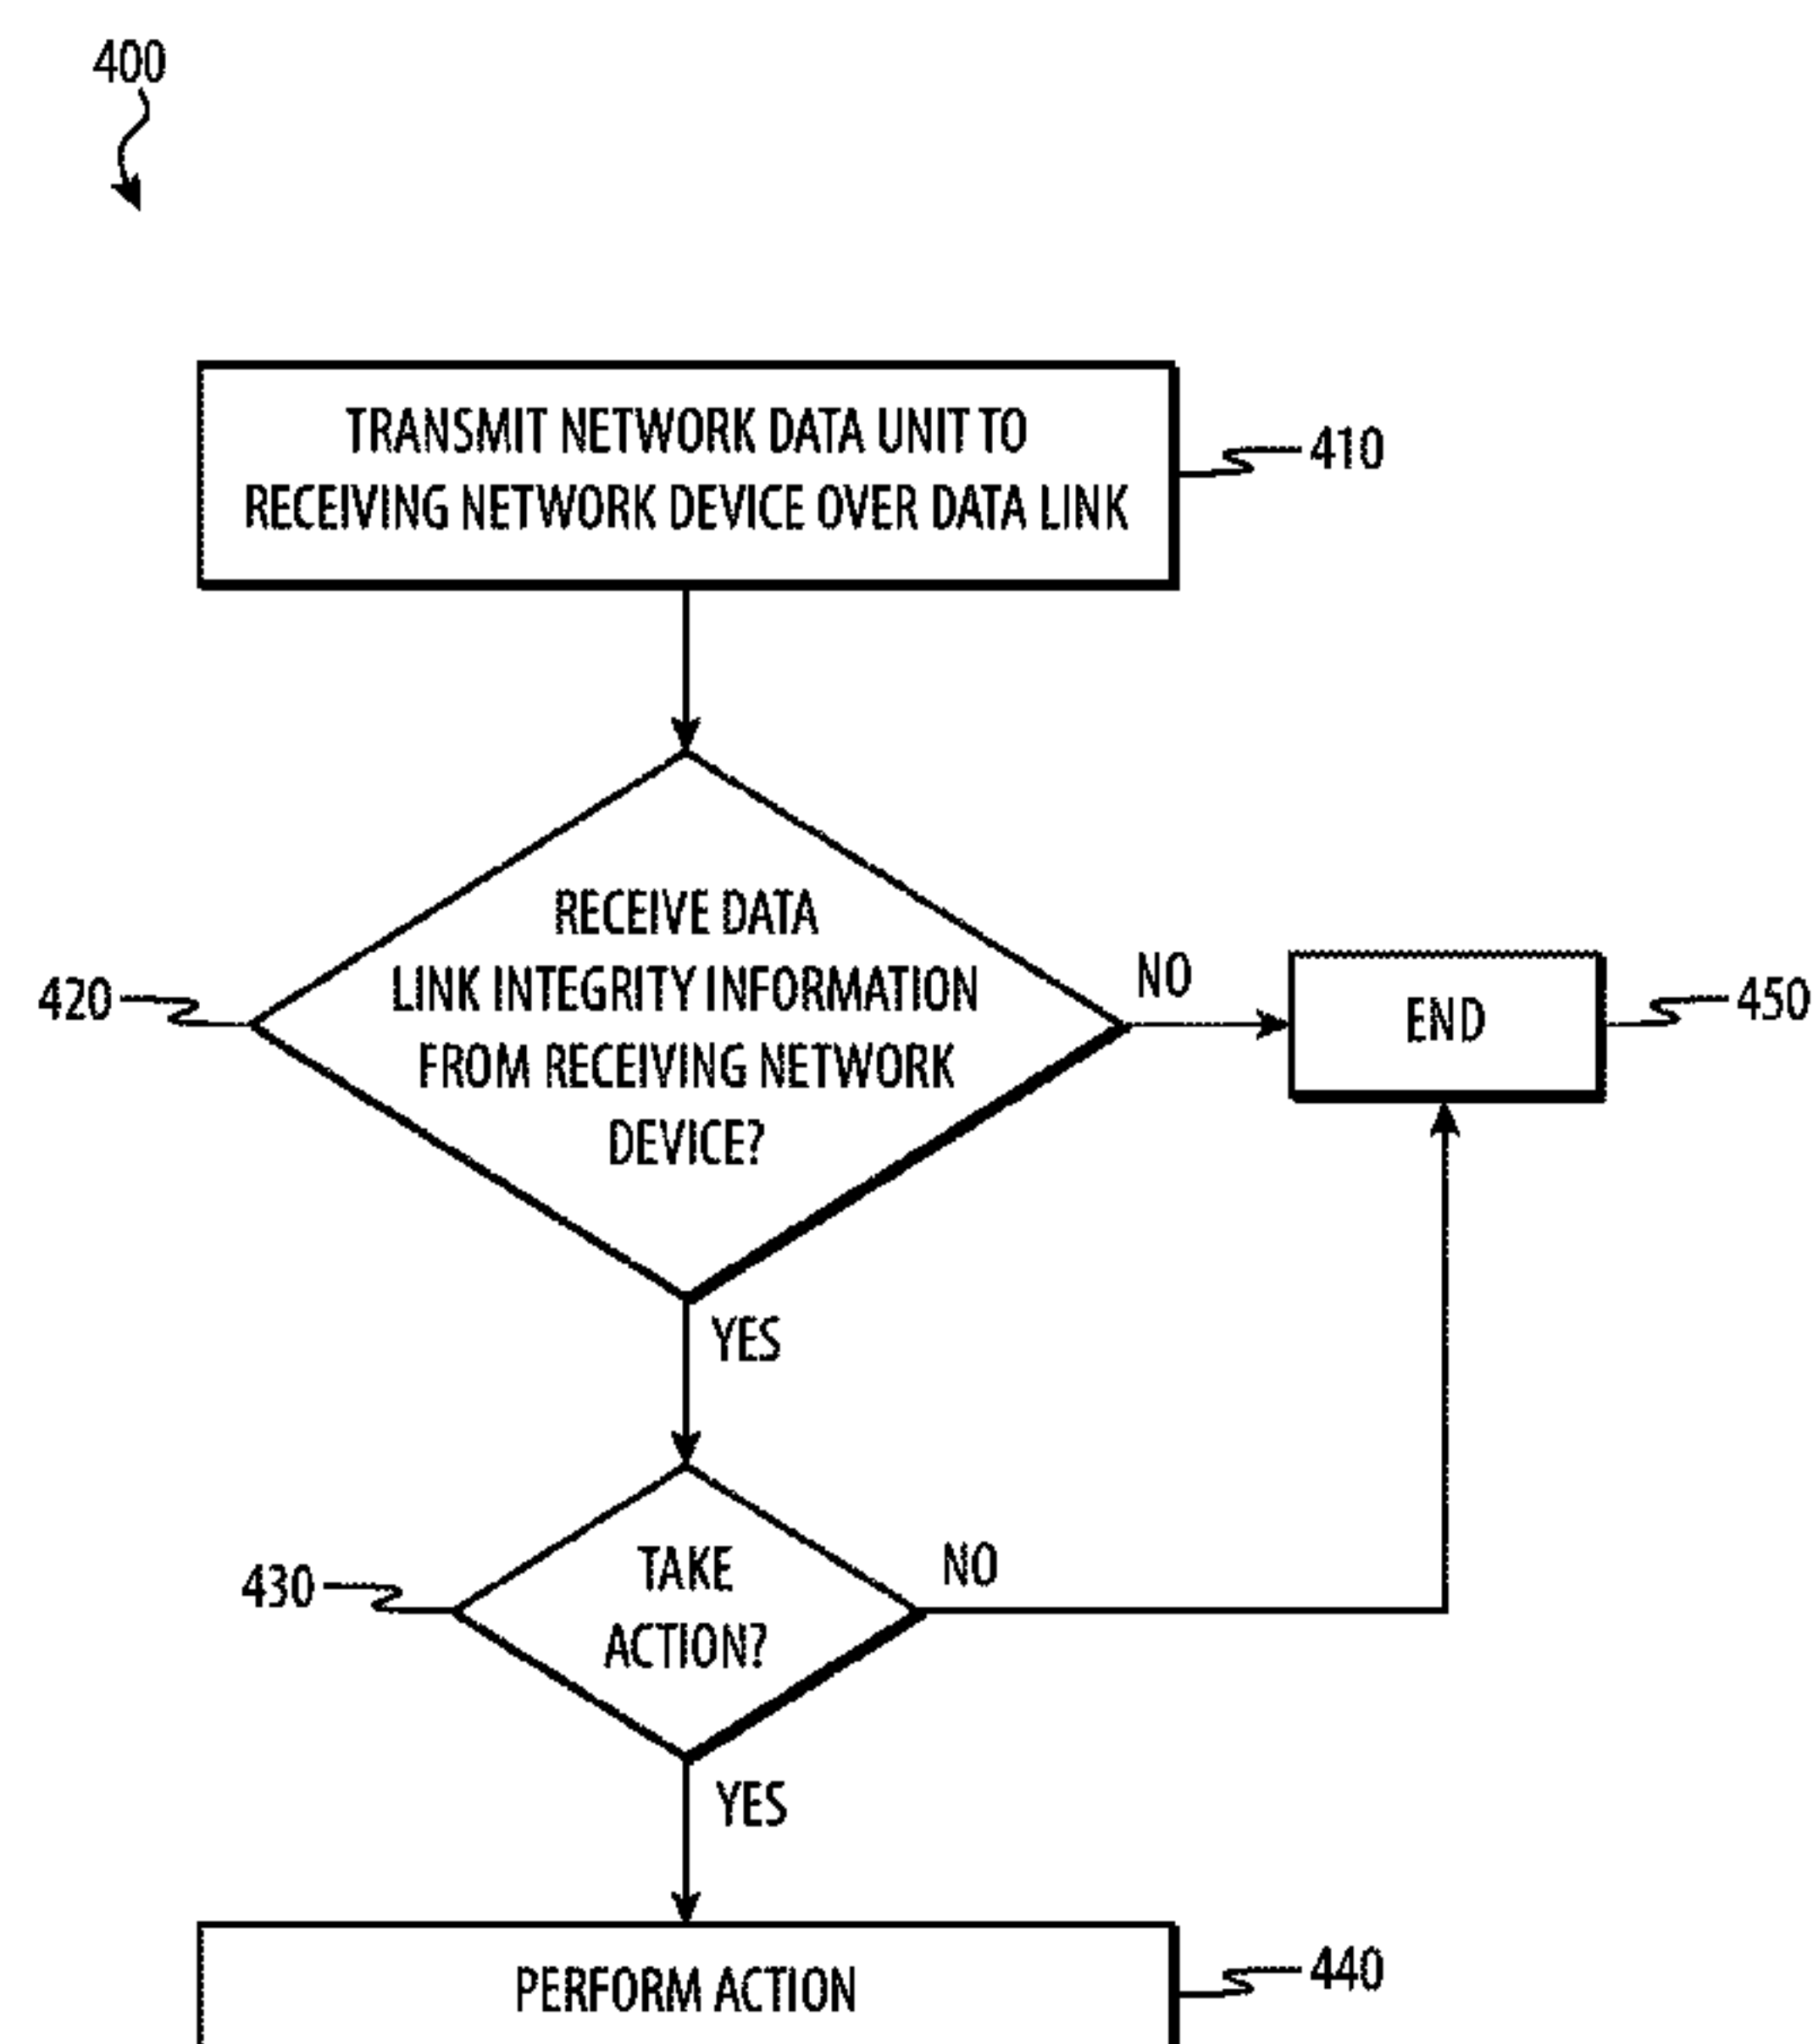 400
TRANSMIT NETWORK DATA UNIT TO
RECEIVING NETWORK DEVICE OVER DATA LINK
410
RECEIVE DATA
LINK INTEGRITY INFORMATION
FROM RECEIVING NETWORK
DEVICE?
420
NO
END
450
YES
TAKE
ACTION?
430
NO
YES
PERFORM ACTION
440